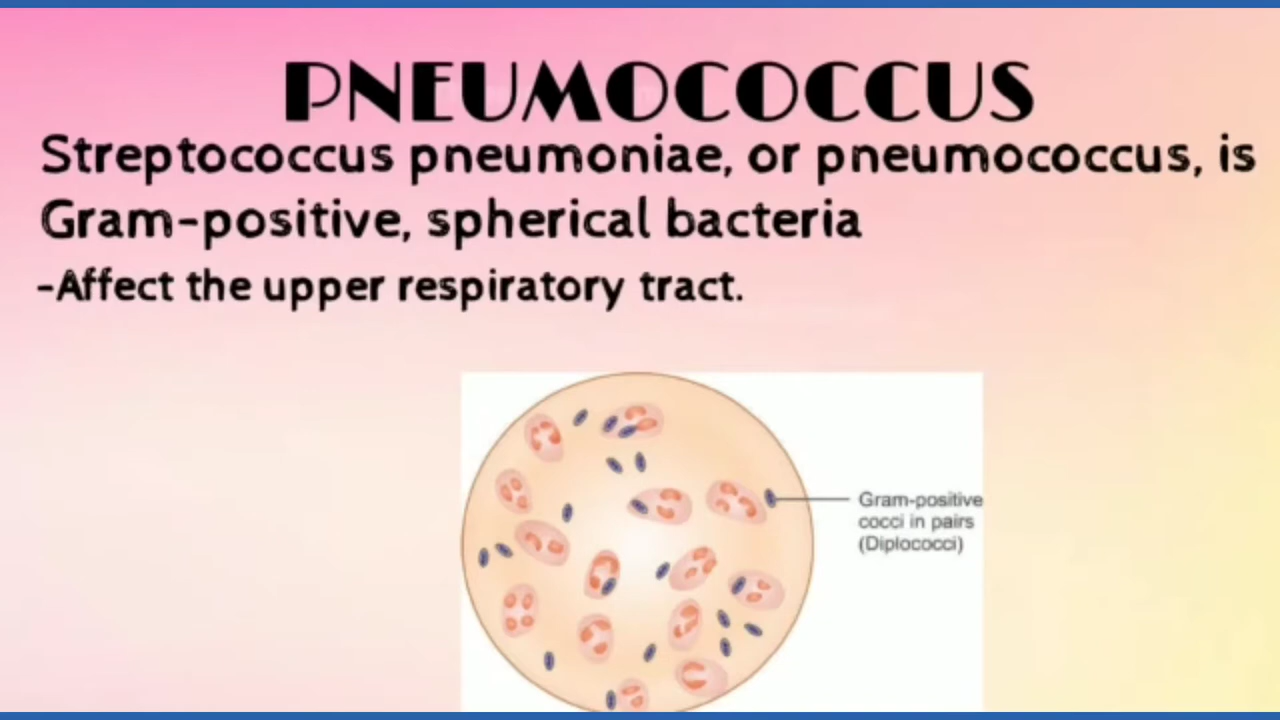 PNEUMOCOCCUS
Streptococcus pneumoniae, or pneumococcus, is
Gram-positive, spherical bacteria
-Affect the upper respiratory tract.
Gram-positive
cocci in pairs
(Diplococci)